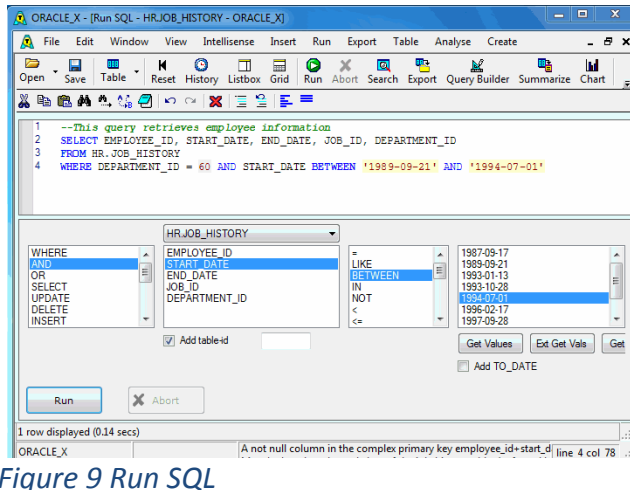 ORACLE_X - [Run SQL - HR.JOB_HISTORY - ORACLE_X]
File Edit Window View Intellisense Insert Run Export Table Analyse Create
Open Save Table Reset History Listbox Grid Run Abort Search Export Query Builder Summarize Chart
1 --This query retrieves employee information
2 SELECT EMPLOYEE_ID, START_DATE, END_DATE, JOB_ID, DEPARTMENT_ID
3 FROM HR.JOB_HISTORY
4 WHERE DEPARTMENT_ID = 60 AND START_DATE BETWEEN '1989-09-21' AND '1994-07-01'
HR.JOB_HISTORY
WHERE EMPLOYEE_ID = 1987-09-17
AND START_DATE LIKE 1989-09-21
OR END_DATE BETWEEN 1993-01-13
SELECT JOB_ID IN 1993-10-28
UPDATE DEPARTMENT_ID NOT 1994-07-01
DELETE < 1996-02-17
INSERT <= 1997-09-28
Add table-id Get Values Ext Get Vals Get
Add TO_DATE
Run Abort
1 row displayed (0.14 secs)
ORACLE_X A not null column in the complex primary key employee_id+start_d line 4 col 78
Figure 9 Run SQL